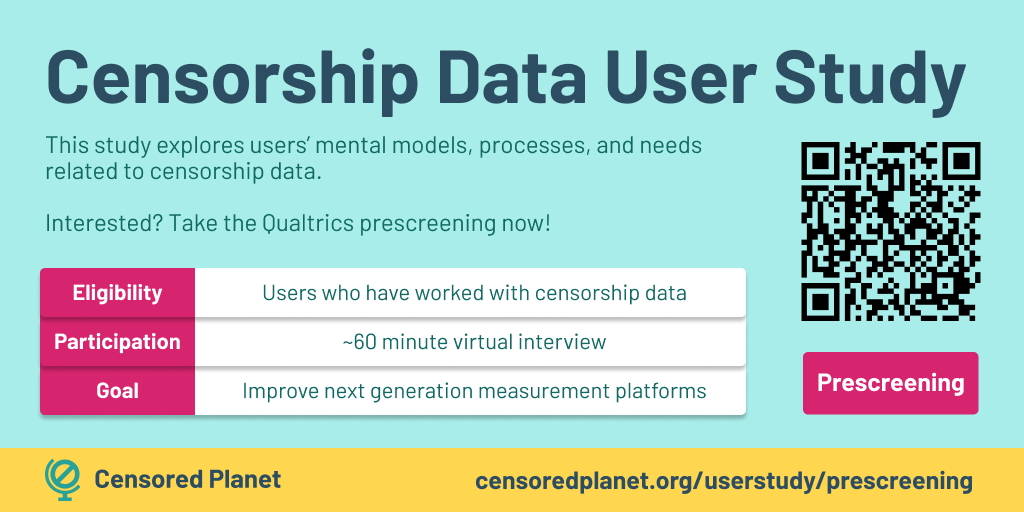 Censorship Data User Study
This study explores users’ mental models, processes, and needs
related to censorship data.
Interested? Take the Qualtrics prescreening now!
Eligibility
Users who have worked with censorship data
Participation
~60 minute virtual interview
Goal
Improve next generation measurement platforms
Prescreening
Censored Planet
censoredplanet.org/userstudy/prescreening